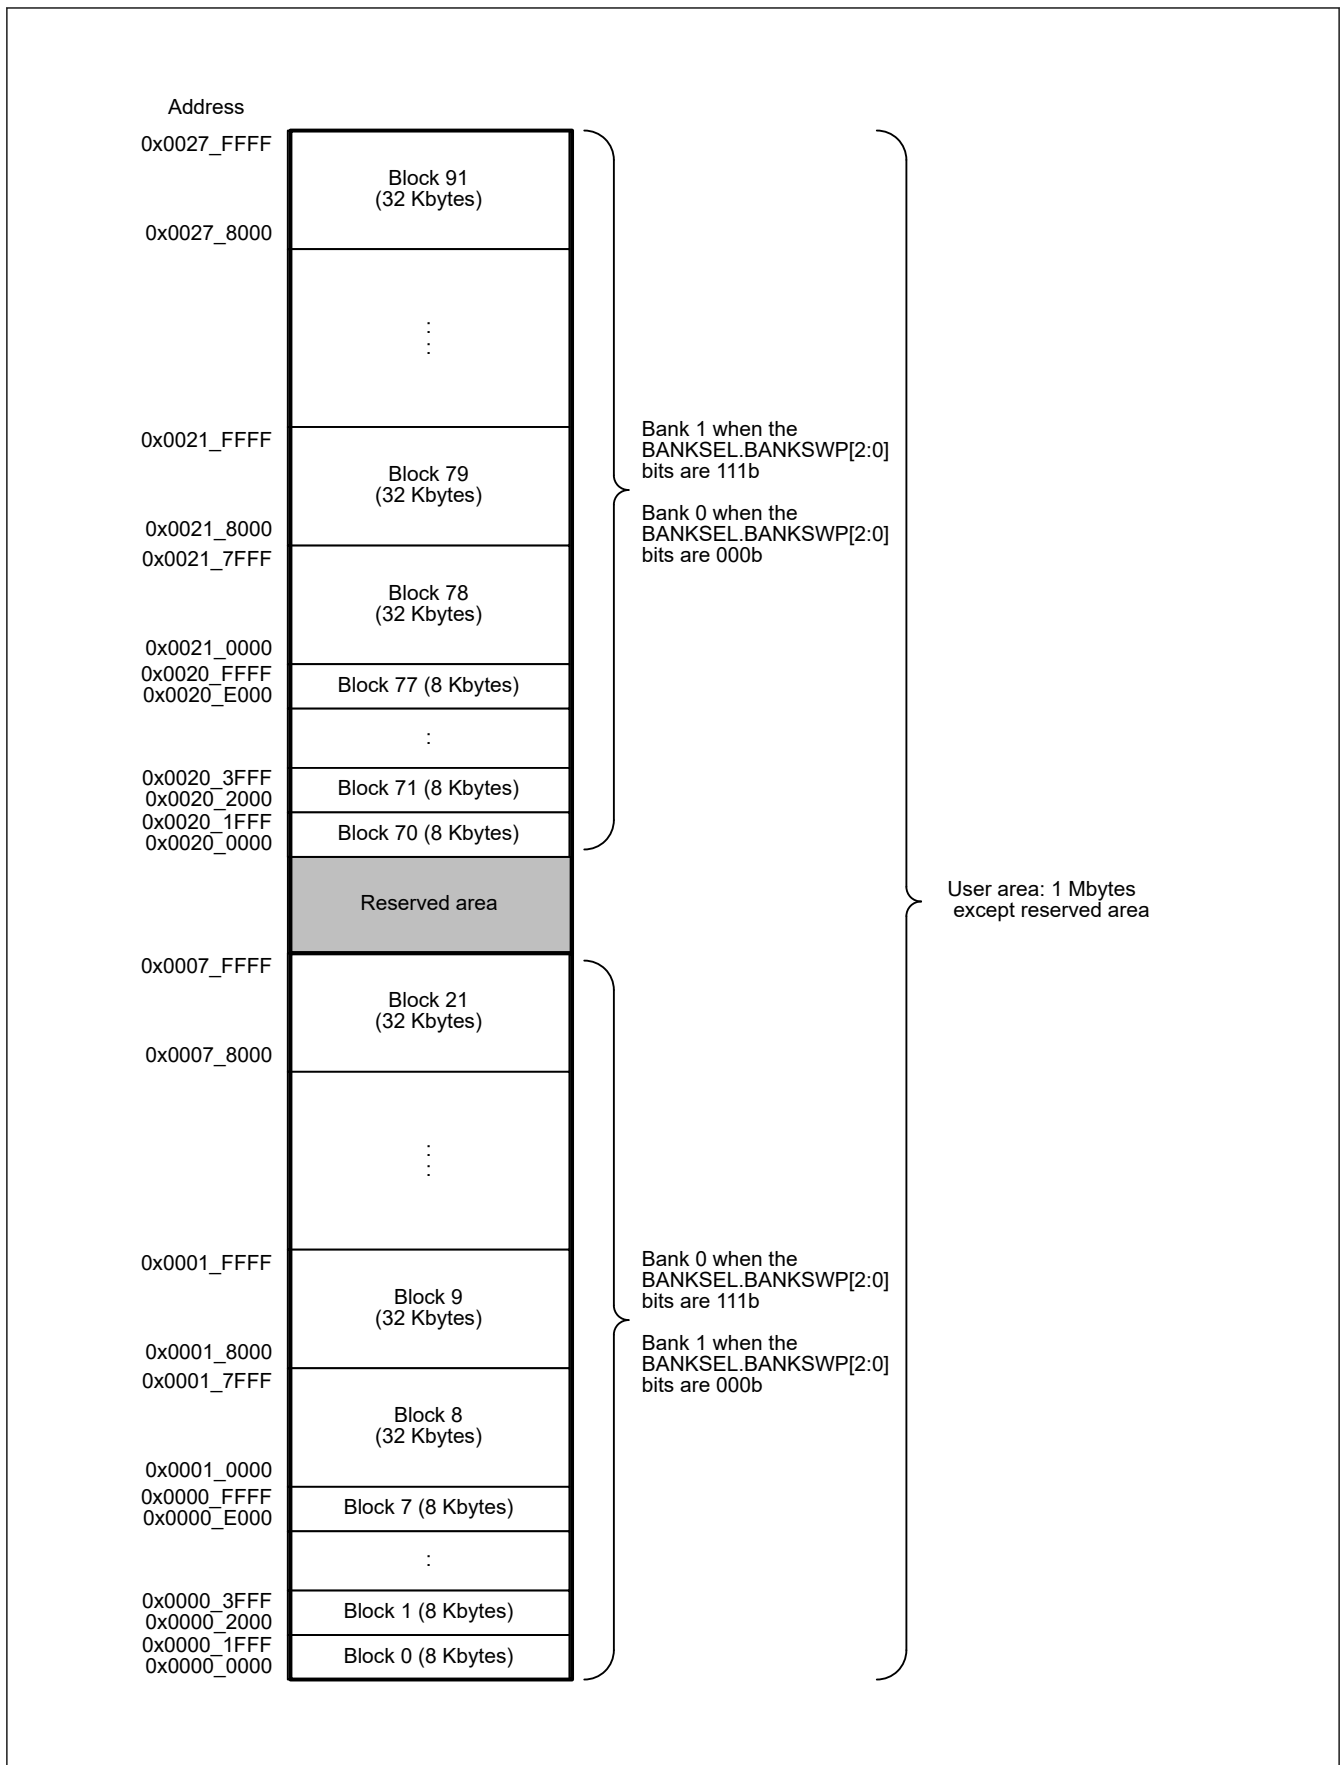 Address
0x0027_FFFF
Block 91
(32 Kbytes)
0x0027_8000
:
:
0x0021_FFFF
Block 79
(32 Kbytes)
0x0021_8000
0x0021_7FFF
Block 78
(32 Kbytes)
0x0021_0000
0x0020_FFFF
0x0020_E000
Block 77 (8 Kbytes)
:
0x0020_3FFF
0x0020_2000
Block 71 (8 Kbytes)
0x0020_1FFF
0x0020_0000
Block 70 (8 Kbytes)
Bank 1 when the
BANKSEL.BANKSWP[2:0]
bits are 111b
Bank 0 when the
BANKSEL.BANKSWP[2:0]
bits are 000b
Reserved area
User area: 1 Mbytes
except reserved area
0x0007_FFFF
Block 21
(32 Kbytes)
0x0007_8000
:
:
0x0001_FFFF
Block 9
(32 Kbytes)
0x0001_8000
0x0001_7FFF
Block 8
(32 Kbytes)
0x0001_0000
0x0000_FFFF
0x0000_E000
Block 7 (8 Kbytes)
:
0x0000_3FFF
0x0000_2000
Block 1 (8 Kbytes)
0x0000_1FFF
0x0000_0000
Block 0 (8 Kbytes)
Bank 0 when the
BANKSEL.BANKSWP[2:0]
bits are 111b
Bank 1 when the
BANKSEL.BANKSWP[2:0]
bits are 000b